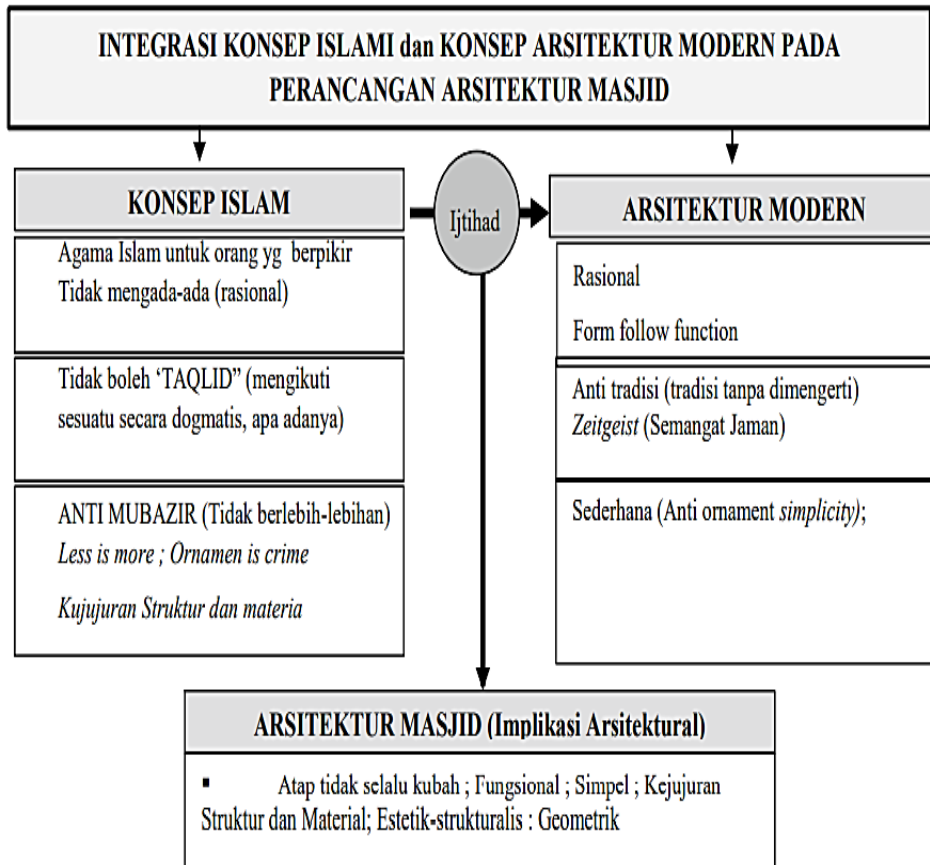 INTEGRASI KONSEP ISLAMI dan KONSEP ARSITEKTUR MODERN PADA
PERANCANGAN ARSITEKTUR MASJID
KONSEP ISLAM
Agama Islam untuk orang yg berpikir
Tidak mengada-ada (rasional)
Tidak boleh ‘TAQLID” (mengikuti
sesuatu secara dogmatis, apa adanya)
ANTI MUBAZIR (Tidak berlebih-lebihan)
Less is more ; Ornamen is crime
Kujujuran Struktur dan materia
Ijtihad
ARSITEKTUR MODERN
Rasional
Form follow function
Anti tradisi (tradisi tanpa dimengerti)
Zeitgeist (Semangat Jaman)
Sederhana (Anti ornament simplicity);
ARSITEKTUR MASJID (Implikasi Arsitektural)
▪ Atap tidak selalu kubah ; Fungsional ; Simpel ; Kejujuran
Struktur dan Material; Estetik-strukturalis : Geometrik